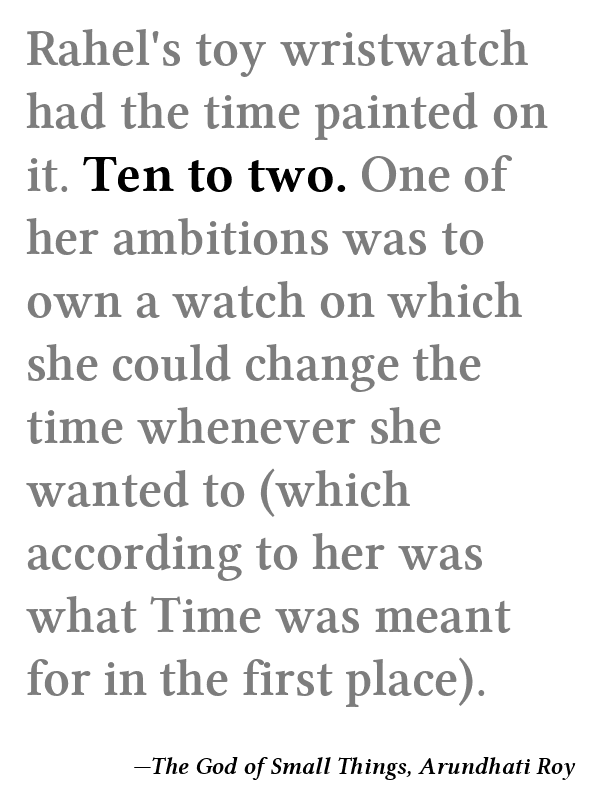 Rahel's toy wristwatch
had the time painted on
it. Ten to two. One of
her ambitions was to
own a watch on which
she could change the
time whenever she
wanted to (which
according to her was
what Time was meant
for in the first place).
—The God of Small Things, Arundhati Roy